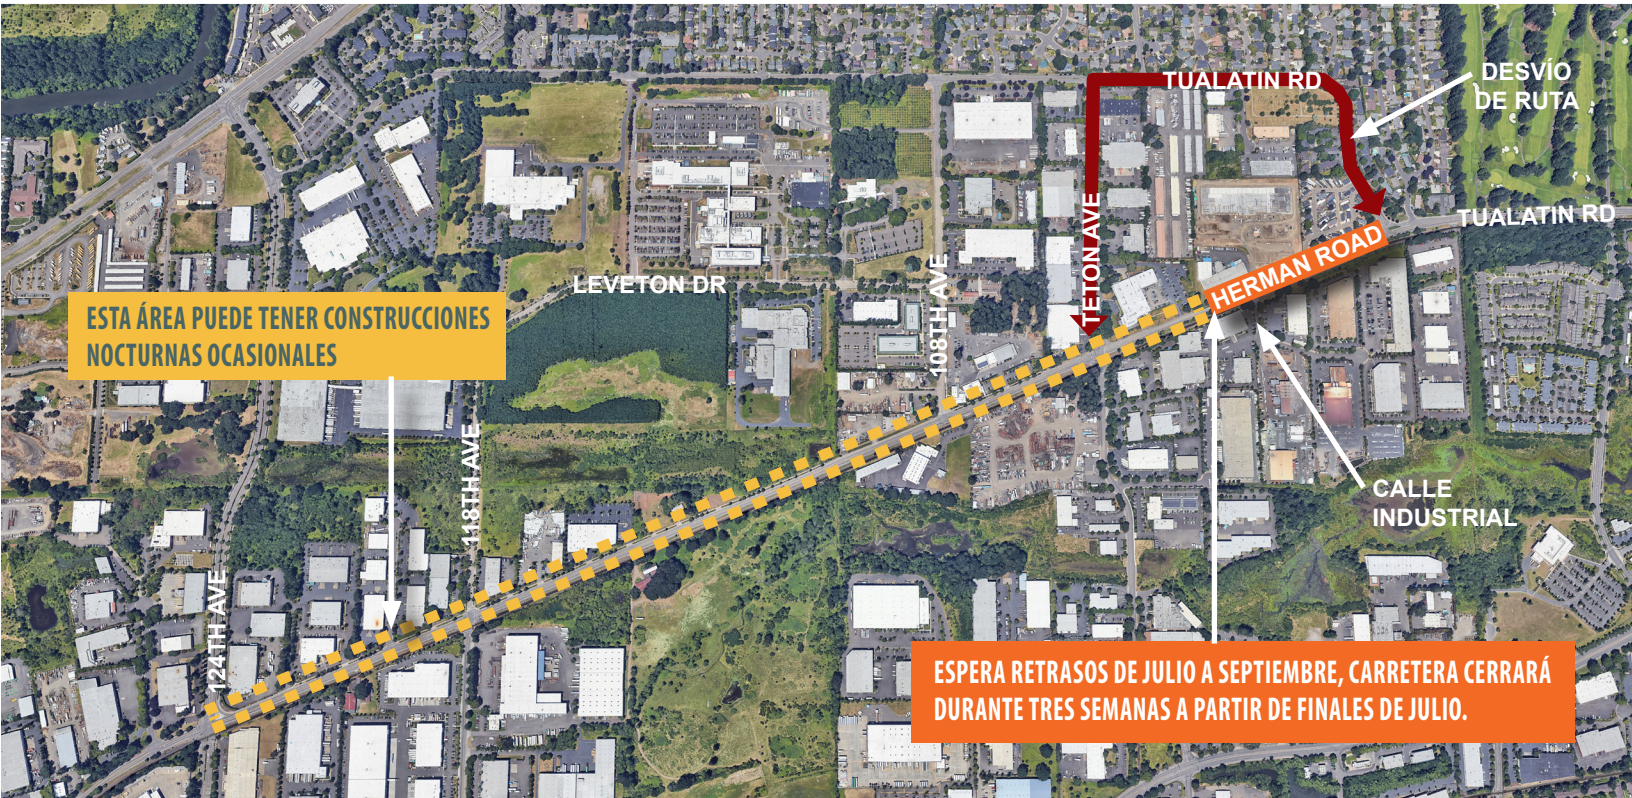 TUALATIN RD
DESVÍO
DE RUTA
TUALATIN RD
TETON AVE
HERMAN ROAD
LEVETON DR
108TH AVE
ESTA ÁREA PUEDE TENER CONSTRUCCIONES
NOCTURNAS OCASIONALES
118TH AVE
CALLE
INDUSTRIAL
124TH AVE
ESPERA RETRASOS DE JULIO A SEPTIEMBRE, CARRETERA CERRARÁ
DURANTE TRES SEMANAS A PARTIR DE FINALES DE JULIO.